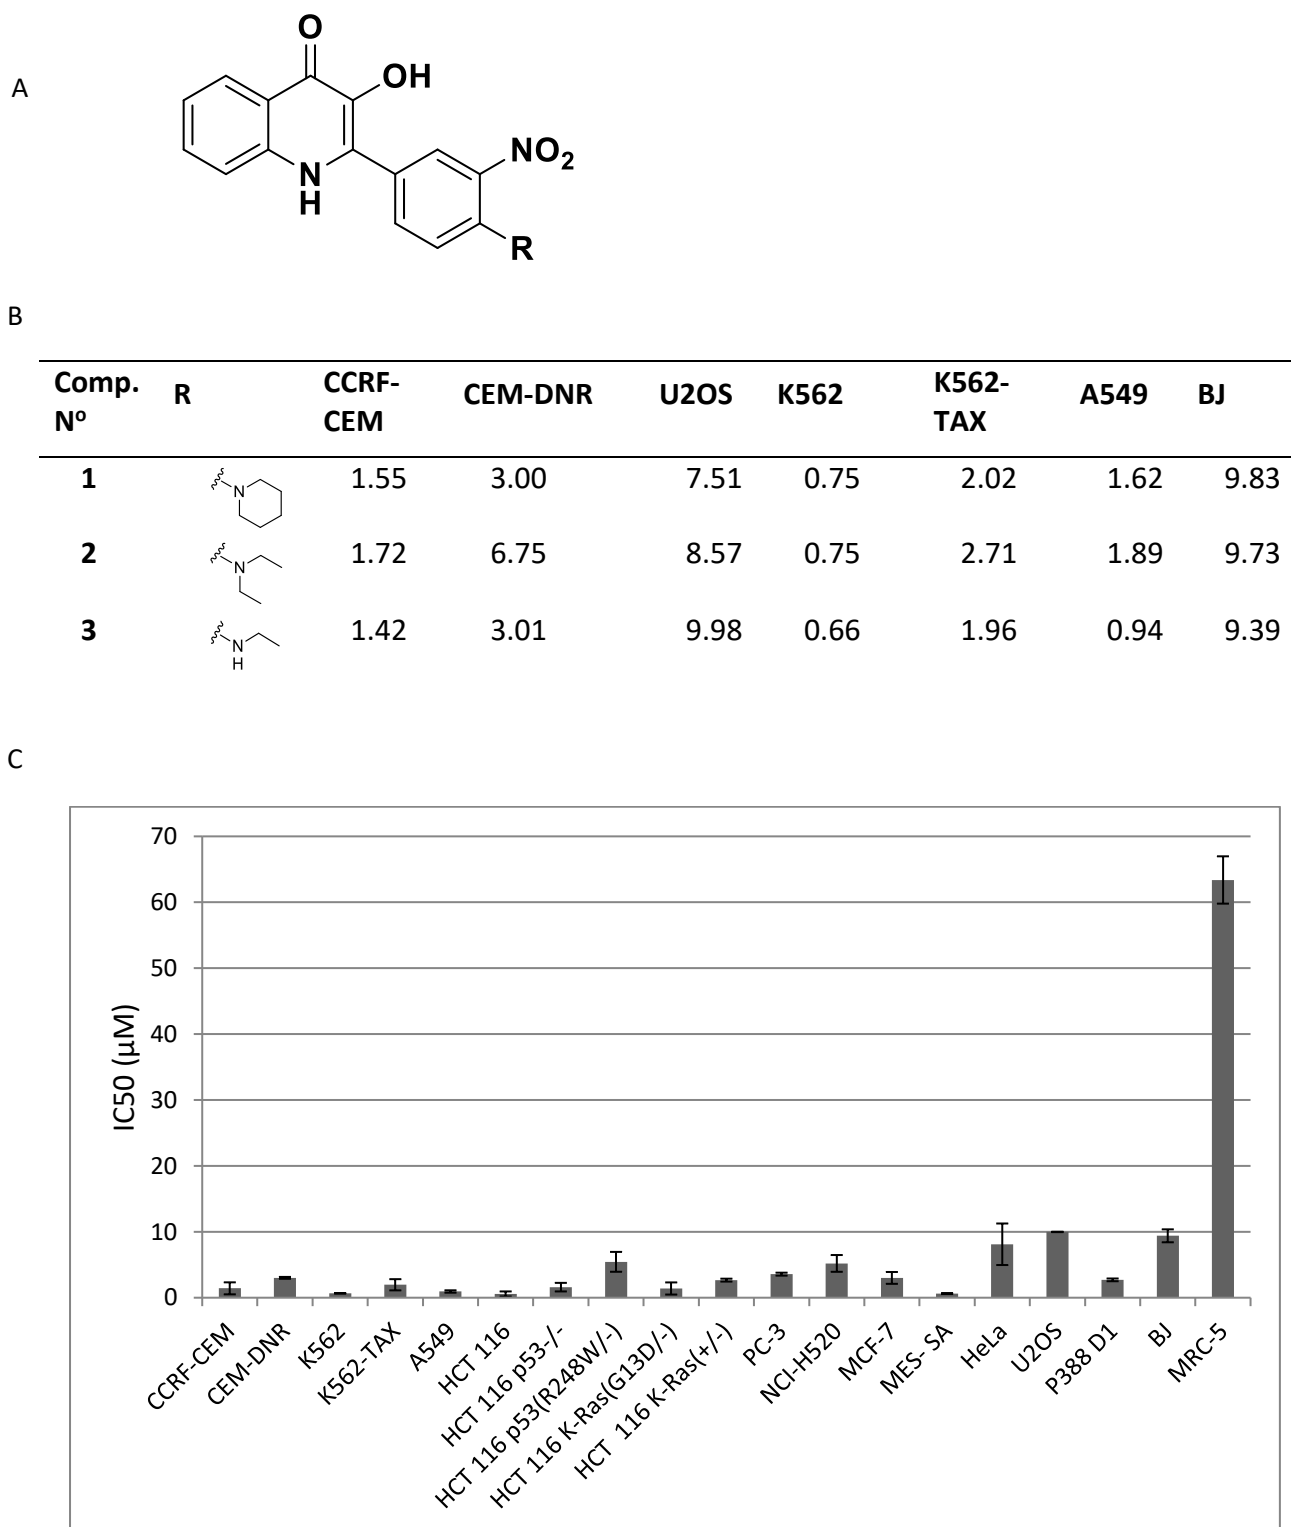 A
O
OH
N
H
NO2
R
B
Comp. Nº R CCRF-CEM CEM-DNR U2OS K562 K562-TAX A549 BJ
1 N 1.55 3.00 7.51 0.75 2.02 1.62 9.83
2 N 1.72 6.75 8.57 0.75 2.71 1.89 9.73
3 N H 1.42 3.01 9.98 0.66 1.96 0.94 9.39
C
70
60
50
40
30
20
10
0
IC50 (µM)
CCRF-CEM
CEM-DNR
K562
K562-TAX
A549
HCT 116
HCT 116 p53-/-
HCT 116 p53(R248W/-)
HCT 116 K-Ras(G13D/-)
HCT 116 K-Ras(+/-)
PC-3
NCI-H520
MCF-7
MES- SA
HeLa
U2OS
P388 D1
BJ
MRC-5